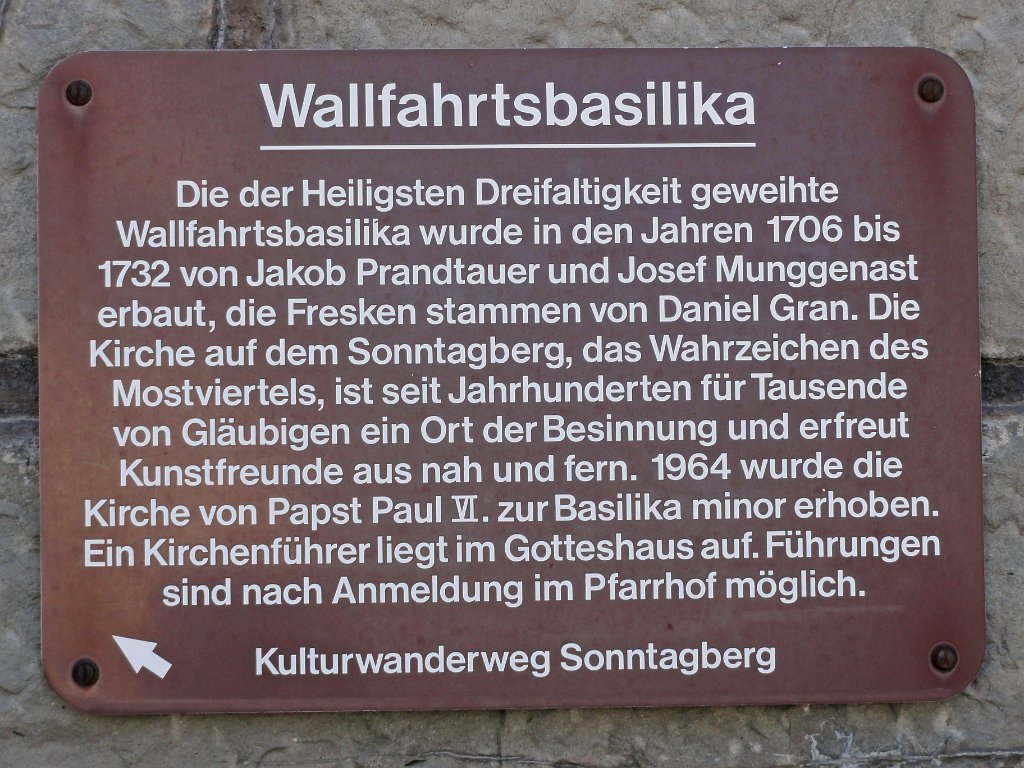 Wallfahrtsbasilika
Die der Heiligsten Dreifaltigkeit geweihte
Wallfahrtsbasilika wurde in den Jahren 1706 bis
1732 von Jakob Prandtauer und Josef Munggenast
erbaut, die Fresken stammen von Daniel Gran. Die
Kirche auf dem Sonntagberg, das Wahrzeichen des
Mostviertels, ist seit Jahrhunderten für Tausende
von Gläubigen ein Ort der Besinnung und erfreut
Kunstfreunde aus nah und fern. 1964 wurde die
Kirche von Papst Paul VI. zur Basilika minor erhoben.
Ein Kirchenführer liegt im Gotteshaus auf. Führungen
sind nach Anmeldung im Pfarrhof möglich.
Kulturwanderweg Sonntagberg